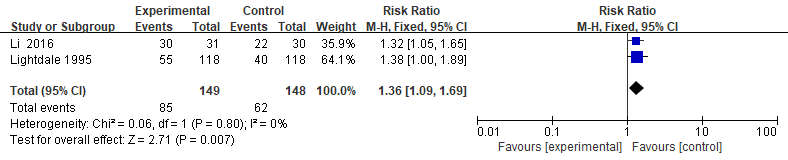 Experimental Control Risk Ratio Risk Ratio
Study or Subgroup Events Total Events Total Weight M-H, Fixed, 95% CI M-H, Fixed, 95% CI
Li 2016 30 31 22 30 35.9% 1.32 [1.05, 1.65]
Lightdale 1995 55 118 40 118 64.1% 1.38 [1.00, 1.89]
Total (95% CI) 149 148 100.0% 1.36 [1.09, 1.69]
Total events 85 62
Heterogeneity: Chi² = 0.06, df = 1 (P = 0.80); I² = 0%
Test for overall effect: Z = 2.71 (P = 0.007)
0.01 0.1 1 10 100
Favours [experimental] Favours [control]